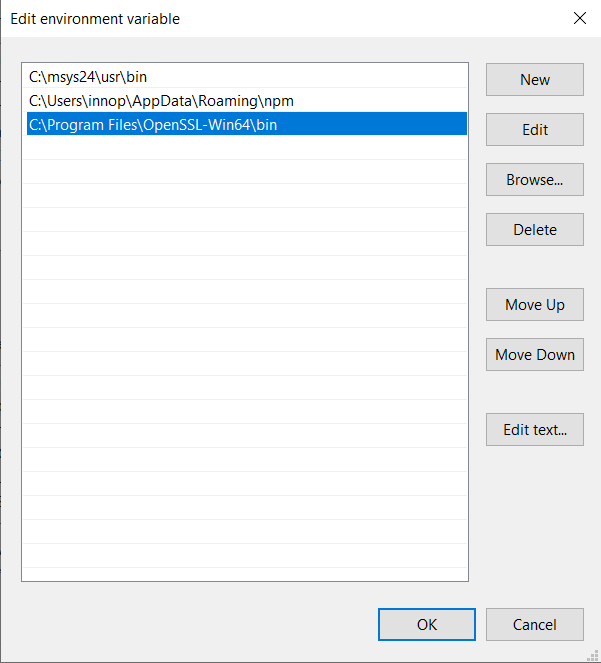 Edit environment variable
C:\msys24\usr\bin
C:\Users\innop\AppData\Roaming\npm
C:\Program Files\OpenSSL-Win64\bin
New
Edit
Browse...
Delete
Move Up
Move Down
Edit text...
OK
Cancel